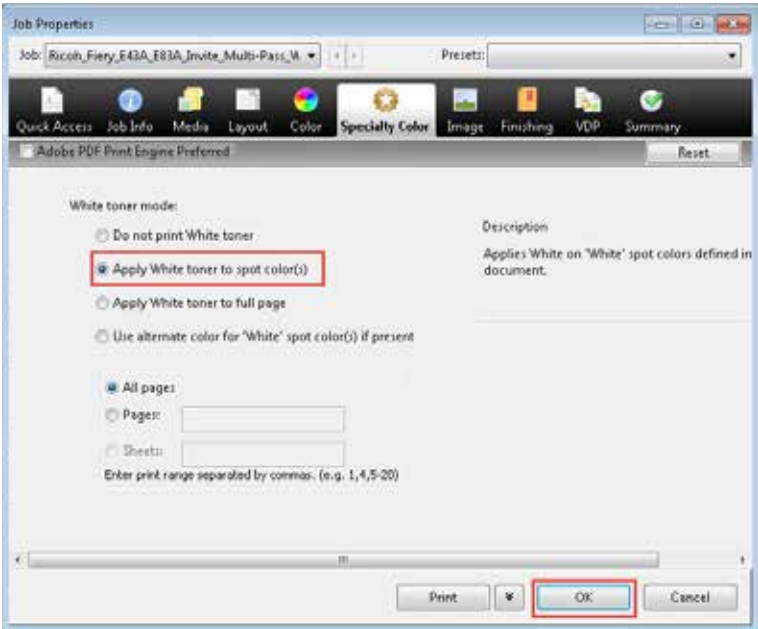 Job Properties
Job: Ricoh_Fiery_E43A_E83A_Invite_Multi-Pass_W. Presets:
Quick Access Job Info Media Layout Color Specialty Color Image Finishing VDP Summary
Adobe PDF Print Engine Preferred Reset
White toner mode:
Do not print White toner
Description
Apply White toner to spot color(s)
Applies White on 'White' spot colors defined in
document.
Apply White toner to full page
Use alternate color for 'White' spot color(s) if present
All pages
Pages:
Sheets:
Enter print range separated by commas. (e.g. 1,4,5-20)
Print OK Cancel